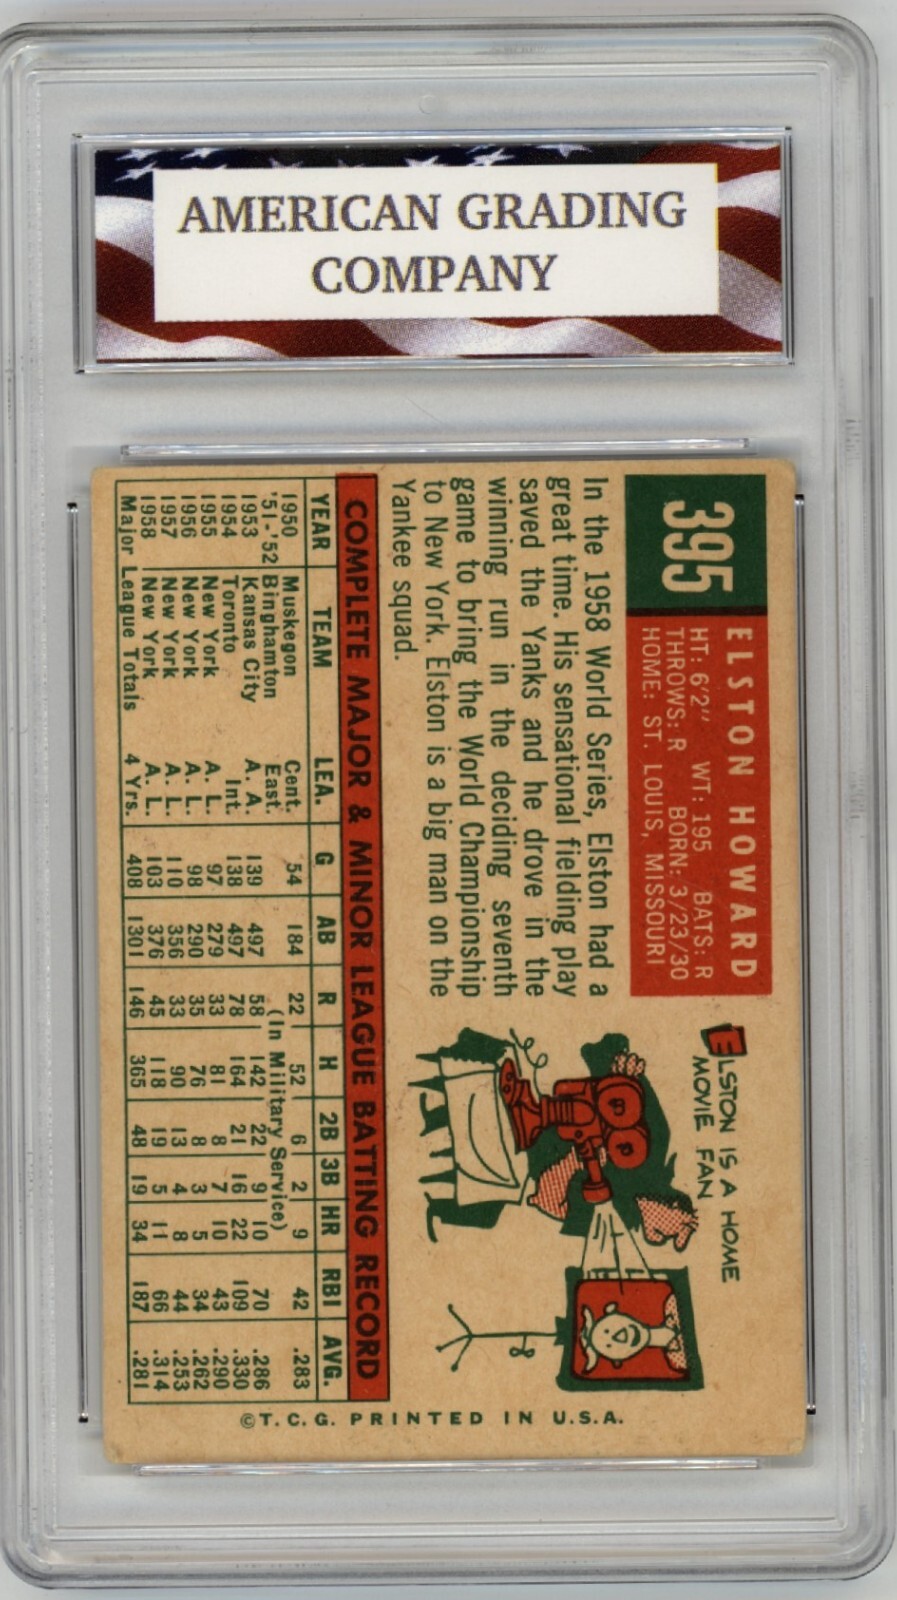 AMERICAN GRADING
COMPANY
395
ELSTON HOWARD
HT: 6'2" WT: 195 BATS: R
THROWS: R BORN: 3/23/30
HOME: ST. LOUIS, MISSOURI
In the 1958 World Series, Elston had a
great time. His sensational fielding play
saved the Yanks and he drove in the
winning run in the deciding seventh
game to bring the World Championship
to New York. Elston is a big man on the
Yankee squad.
ELSTON IS A HOME
MOVIE FAN
COMPLETE MAJOR & MINOR LEAGUE BATTING RECORD
YEAR TEAM LEA. G AB R H 2B 3B HR RBI AVG.
1950 Muskegon Cent. 54 184 22 52 6 2 9 42 .283
'51-'52 Binghamton East. (In Military Service)
1953 Kansas City A. A. 139 497 58 142 22 9 10 70 .286
1954 Toronto Int. 138 497 78 164 21 16 22 109 .330
1955 New York A. L. 97 279 33 81 8 7 10 43 .290
1956 New York A. L. 98 290 35 76 8 3 5 34 .262
1957 New York A. L. 110 356 33 90 13 4 8 44 .253
1958 New York A. L. 103 376 45 118 19 5 11 66 .314
Major League Totals 4 Yrs. 408 1301 146 365 48 19 34 187 .281
©T.C.G. PRINTED IN U.S.A.